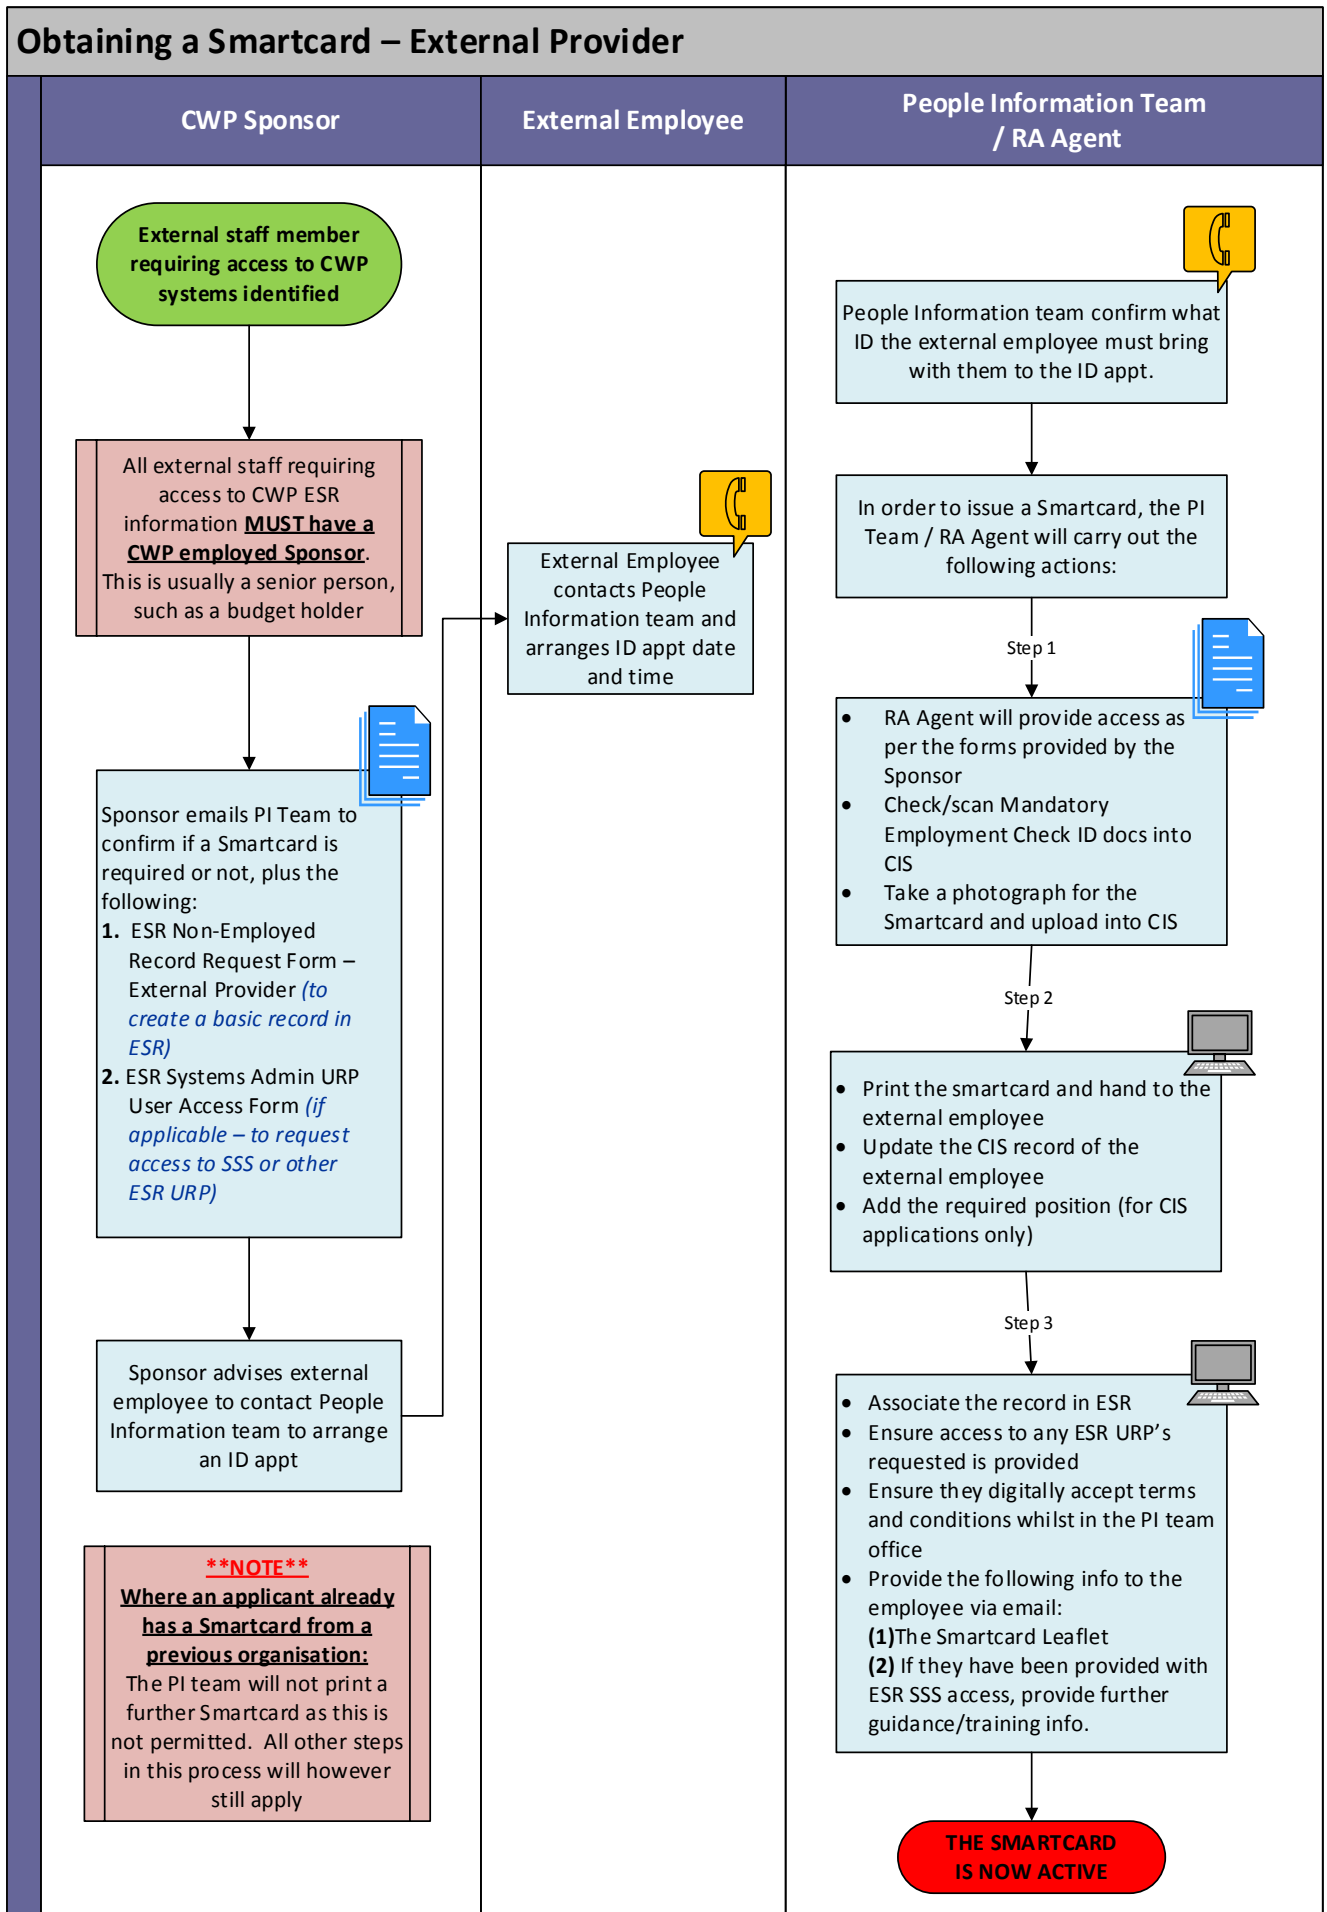 Obtaining a Smartcard – External Provider
CWP Sponsor
External Employee
People Information Team
/ RA Agent
External staff member
requiring access to CWP
systems identified
All external staff requiring
access to CWP ESR
information MUST have a
CWP employed Sponsor.
This is usually a senior person,
such as a budget holder
Sponsor emails PI Team to
confirm if a Smartcard is
required or not, plus the
following:
1. ESR Non-Employed
Record Request Form –
External Provider (to
create a basic record in
ESR)
2. ESR Systems Admin URP
User Access Form (if
applicable – to request
access to SSS or other
ESR URP)
Sponsor advises external
employee to contact People
Information team to arrange
an ID appt
**NOTE**
Where an applicant already
has a Smartcard from a
previous organisation:
The PI team will not print a
further Smartcard as this is
not permitted. All other steps
in this process will however
still apply
External Employee
contacts People
Information team and
arranges ID appt date
and time
People Information team confirm what
ID the external employee must bring
with them to the ID appt.
In order to issue a Smartcard, the PI
Team / RA Agent will carry out the
following actions:
Step 1
• RA Agent will provide access as
per the forms provided by the
Sponsor
• Check/scan Mandatory
Employment Check ID docs into
CIS
• Take a photograph for the
Smartcard and upload into CIS
Step 2
• Print the smartcard and hand to the
external employee
• Update the CIS record of the
external employee
• Add the required position (for CIS
applications only)
Step 3
• Associate the record in ESR
• Ensure access to any ESR URP’s
requested is provided
• Ensure they digitally accept terms
and conditions whilst in the PI team
office
• Provide the following info to the
employee via email:
(1)The Smartcard Leaflet
(2) If they have been provided with
ESR SSS access, provide further
guidance/training info.
THE SMARTCARD
IS NOW ACTIVE